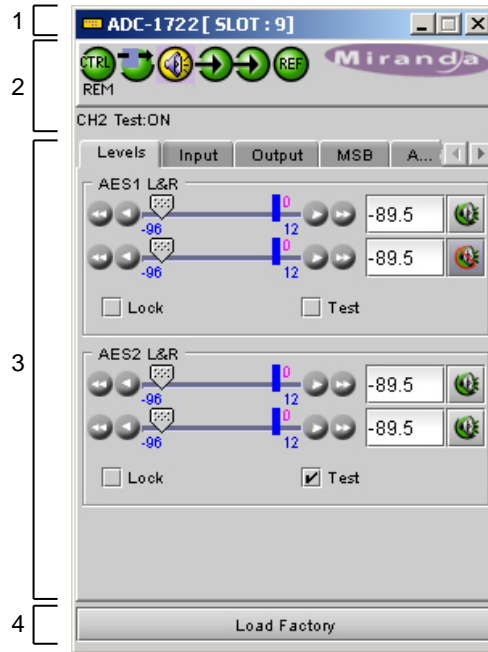 1
ADC-1722 [ SLOT : 9]
2
CTRL
REF
Miranda
REM
CH2 Test:ON
3
Levels Input Output MSB A...
AES1 L&R
0
-96 12
-89.5
0
-96 12
-89.5
Lock Test
AES2 L&R
0
-96 12
-89.5
0
-96 12
-89.5
Lock Test
4
Load Factory